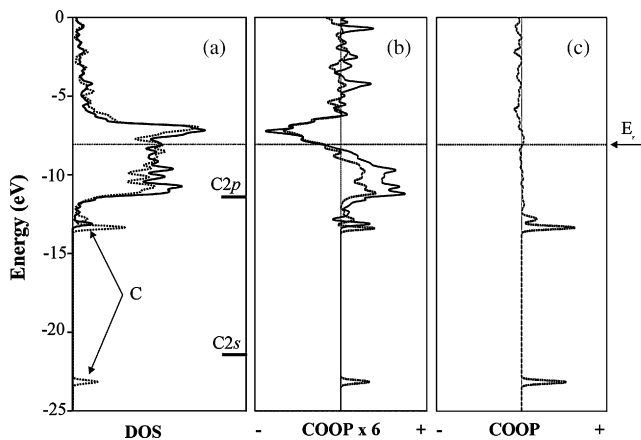 0
-5
-10
-15
-20
-25
Energy (eV)
(a)
(b)
(c)
C2p
C2s
C
E
DOS
-
COOP x 6
+
-
COOP
+